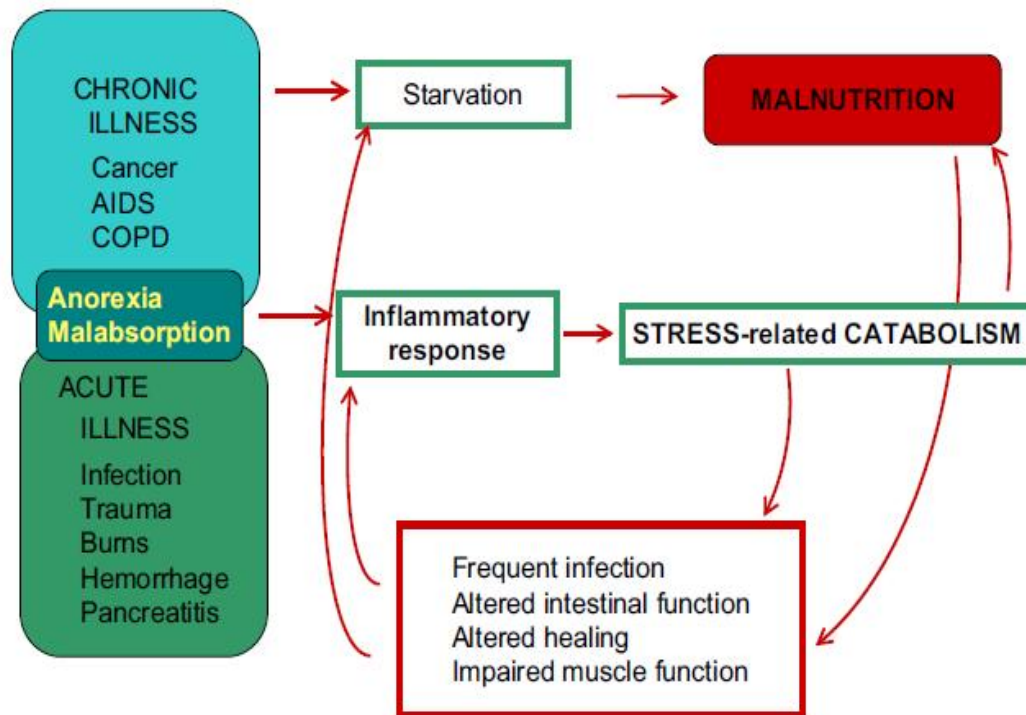 CHRONIC
ILLNESS
Cancer
AIDS
COPD
Anorexia
Malabsorption
ACUTE
ILLNESS
Infection
Trauma
Burns
Hemorrhage
Pancreatitis
Starvation
MALNUTRITION
Inflammatory
response
STRESS-related CATABOLISM
Frequent infection
Altered intestinal function
Altered healing
Impaired muscle function